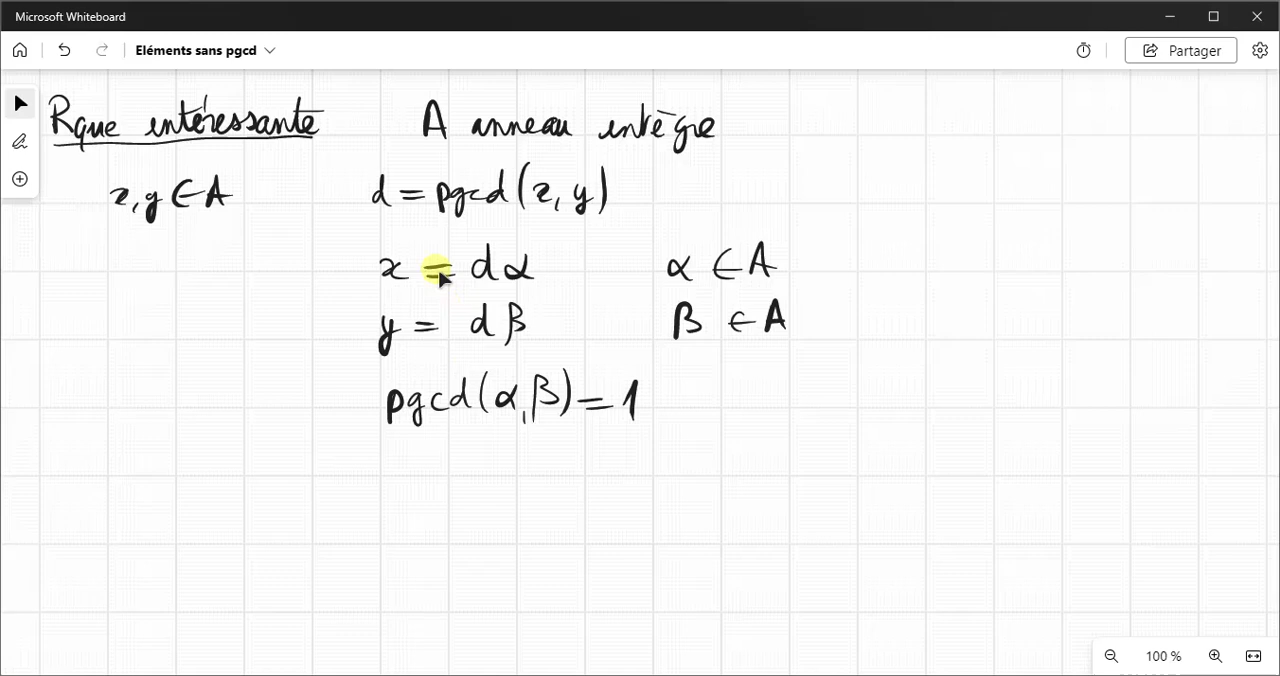 Microsoft Whiteboard
Eléments sans pgcd
Partager
Rque intéressante A anneau intègre
x, y ∈ A d = pgcd(x, y)
x = dα α ∈ A
y = dβ β ∈ A
pgcd(α, β) = 1
100 %